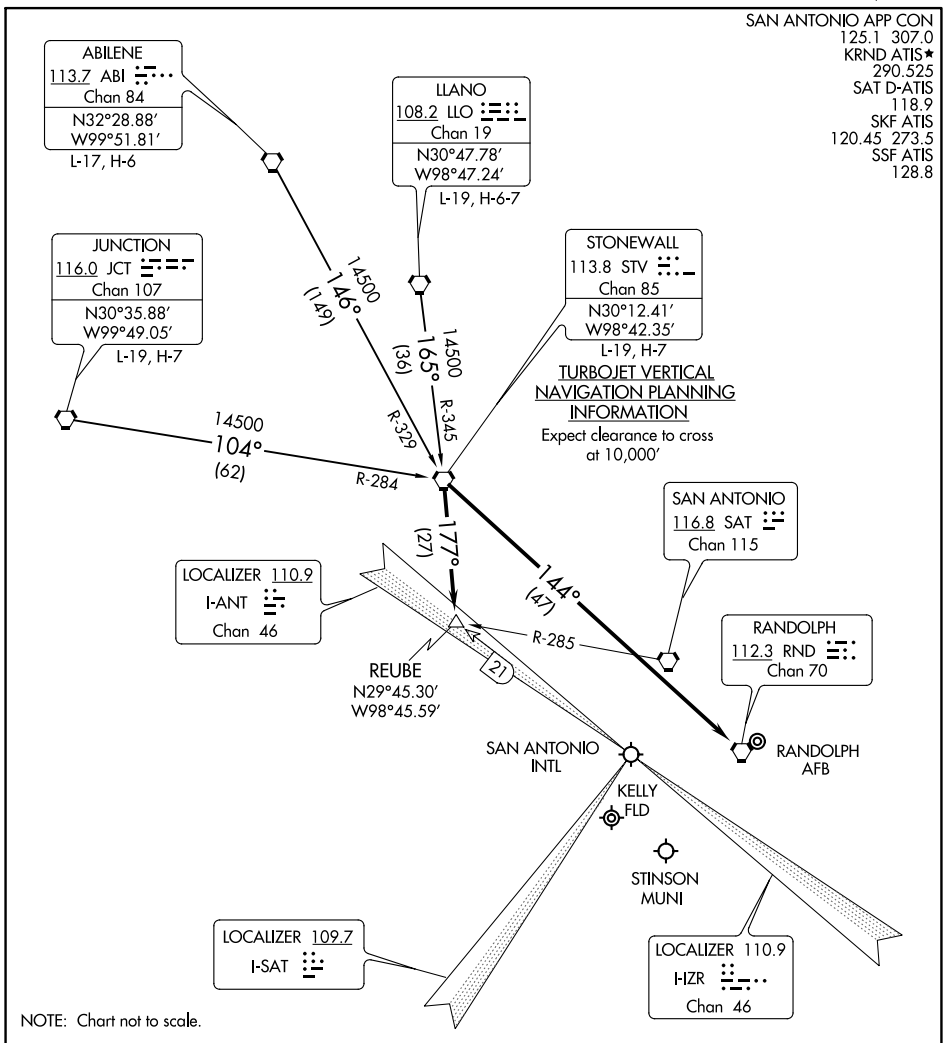 SAN ANTONIO APP CON
125.1 307.0
KRND ATIS★
290.525
SAT D-ATIS
118.9
SKF ATIS
120.45 273.5
SSF ATIS
128.8
ABILENE
113.7 ABI
Chan 84
N32°28.88′
W99°51.81′
L-17, H-6
LLANO
108.2 LLO
Chan 19
N30°47.78′
W98°47.24′
L-19, H-6-7
JUNCTION
116.0 JCT
Chan 107
N30°35.88′
W99°49.05′
L-19, H-7
STONEWALL
113.8 STV
Chan 85
N30°12.41′
W98°42.35′
L-19, H-7
TURBOJET VERTICAL
NAVIGATION PLANNING
INFORMATION
Expect clearance to cross
at 10,000′
14500
146°
(149)
R-329
14500
165°
(36)
R-345
14500
104°
(62)
R-284
177°
(27)
144°
(47)
SAN ANTONIO
116.8 SAT
Chan 115
LOCALIZER 110.9
I-ANT
Chan 46
R-285
21
REUBE
N29°45.30′
W98°45.59′
RANDOLPH
112.3 RND
Chan 70
SAN ANTONIO
INTL
RANDOLPH
AFB
KELLY
FLD
STINSON
MUNI
LOCALIZER 109.7
I-SAT
LOCALIZER 110.9
I-IZR
Chan 46
NOTE: Chart not to scale.